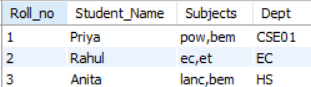 Roll_no Student_Name Subjects Dept
1 Priya pow,bem CSE01
2 Rahul ec,et EC
3 Anita lanc,bem HS